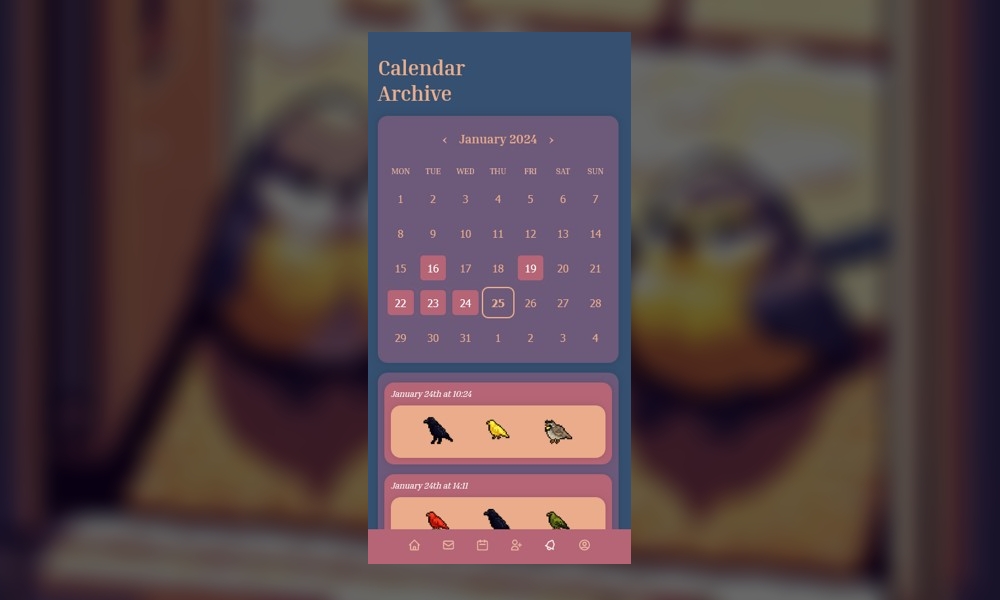 Calendar
Archive
‹ January 2024 ›
MON TUE WED THU FRI SAT SUN
1 2 3 4 5 6 7
8 9 10 11 12 13 14
15 16 17 18 19 20 21
22 23 24 25 26 27 28
29 30 31 1 2 3 4
January 24th at 10:24
January 24th at 14:11